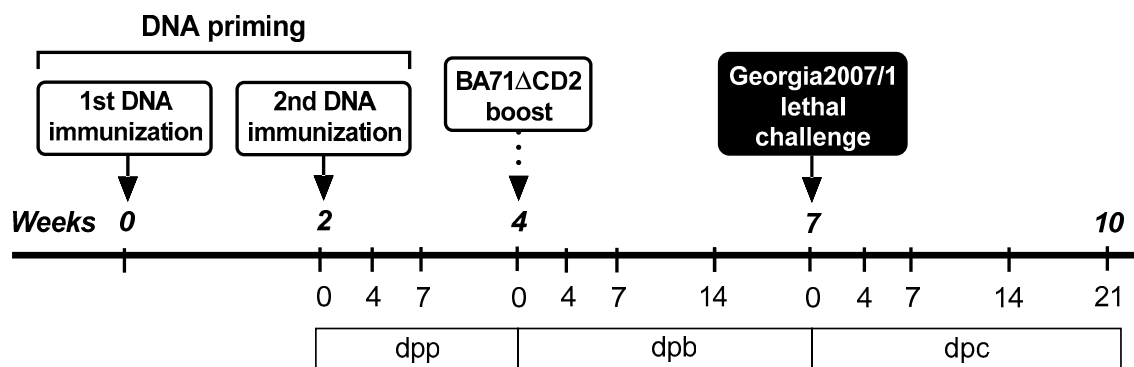 DNA priming
1st DNA
immunization
2nd DNA
immunization
BA71ΔCD2
boost
Georgia2007/1
lethal
challenge
Weeks 0 2 4 7 10
0 4 7 0 4 7 14 0 4 7 14 21
dpp dpb dpc